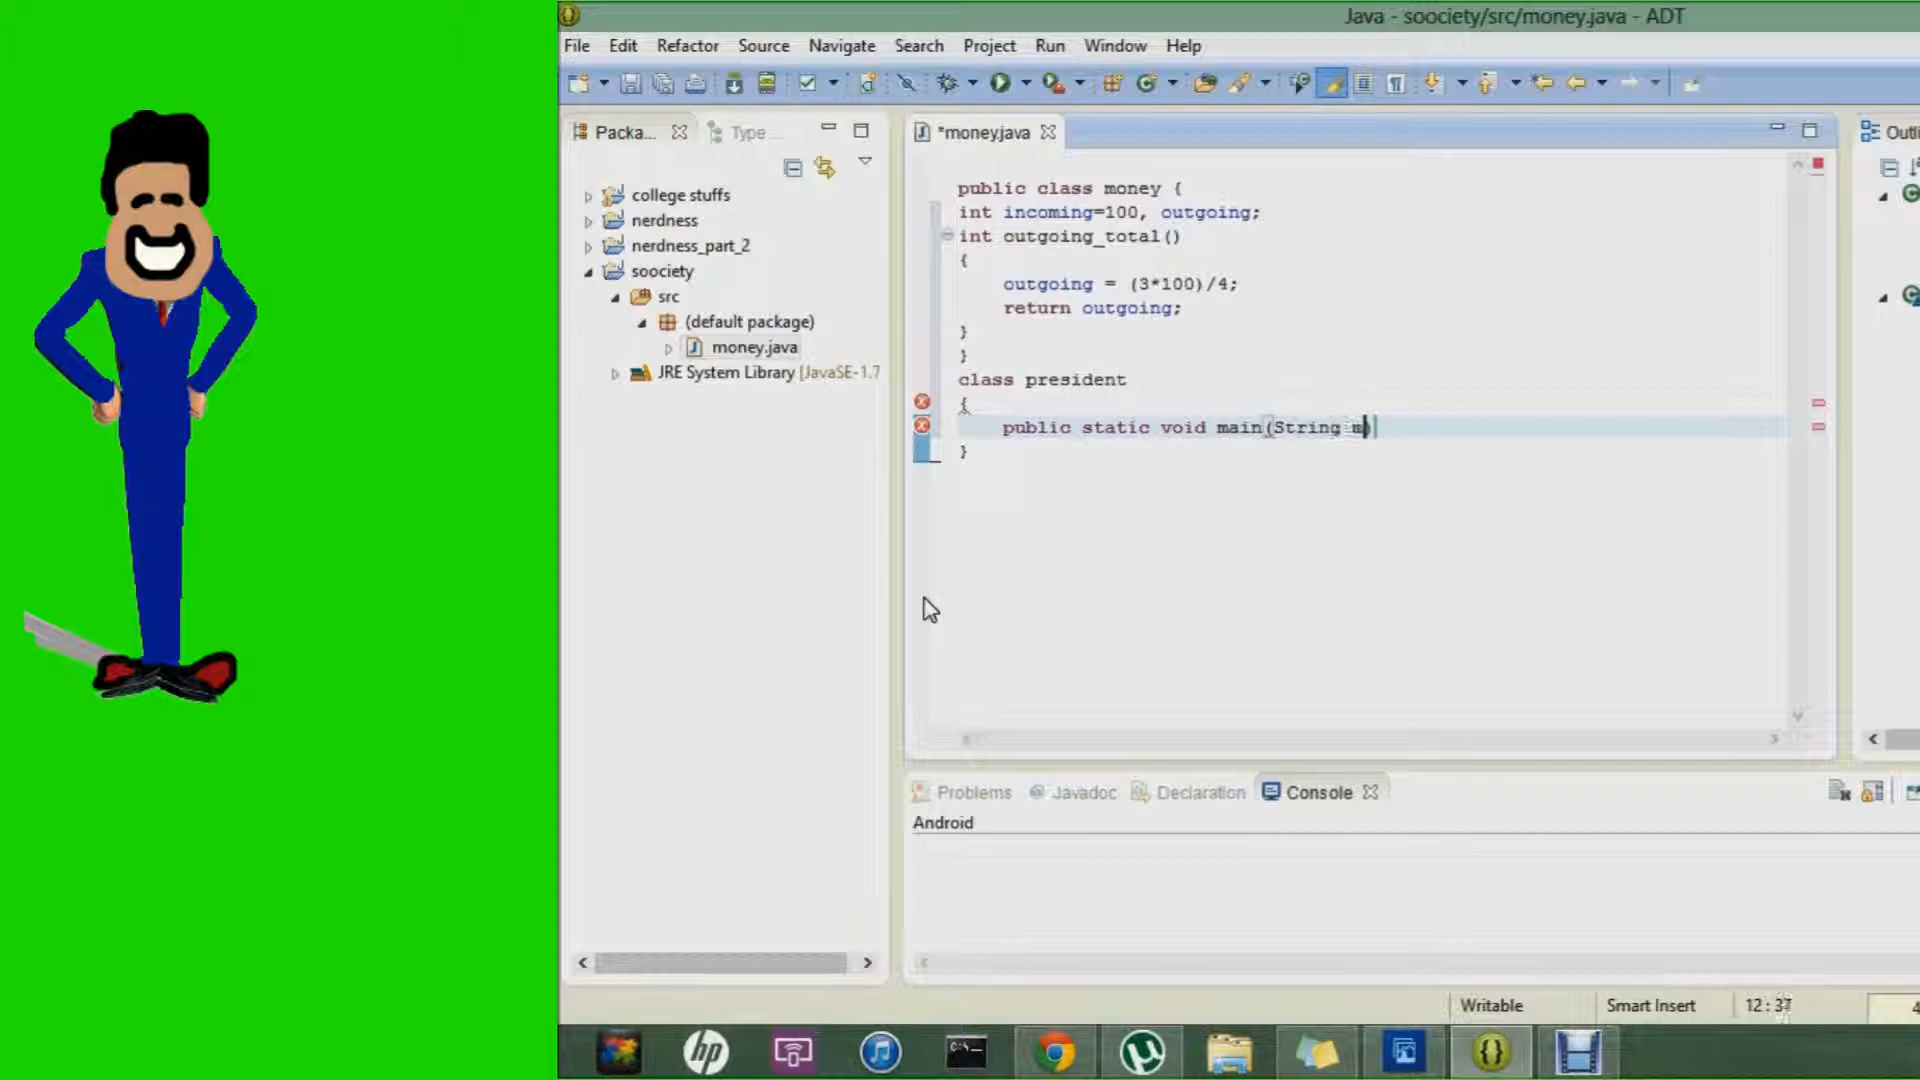 Java - soociety/src/money.java - ADT
File Edit Refactor Source Navigate Search Project Run Window Help
Packa... Type
*money.java
college stuffs
nerdness
nerdness_part_2
soociety
src
(default package)
money.java
JRE System Library [JavaSE-1.7
public class money {
int incoming=100, outgoing;
int outgoing_total()
{
outgoing = (3*100)/4;
return outgoing;
}
}
class president
{
public static void main(String m)
}
Problems Javadoc Declaration Console
Android
Writable Smart Insert 12:37
hp